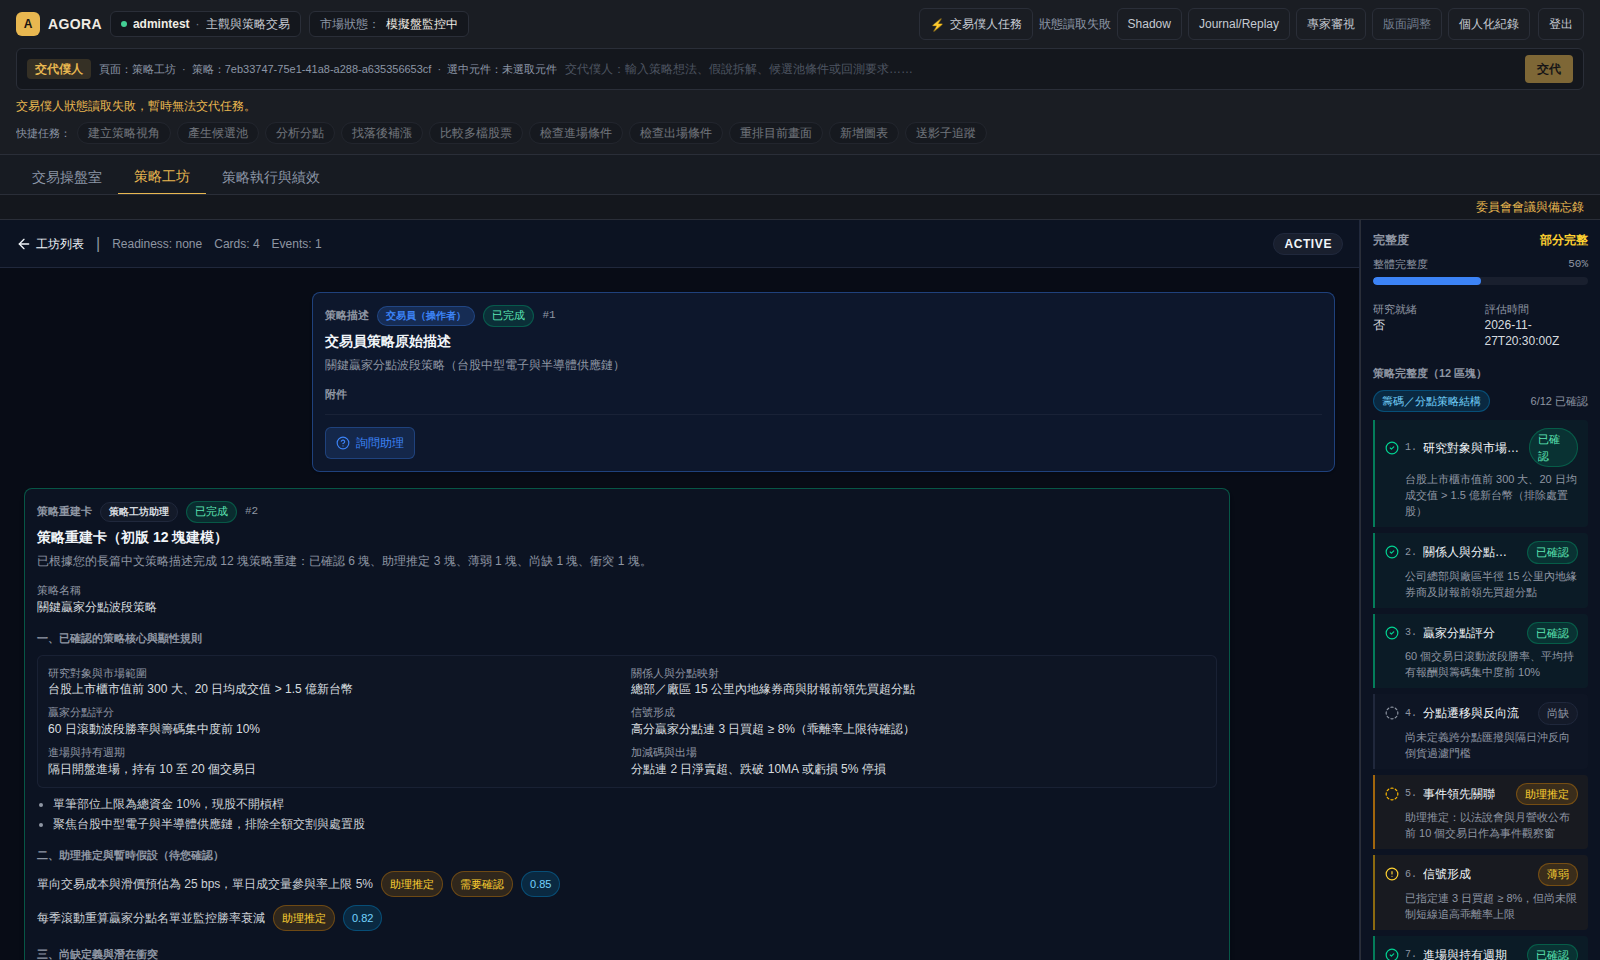 A AGORA admintest · 主觀與策略交易 市場狀態： 模擬盤監控中 ⚡ 交易僕人任務 狀態讀取失敗 Shadow Journal/Replay 專家審視 版面調整 個人化紀錄 登出
交代僕人 頁面：策略工坊 · 策略：7eb33747-75e1-41a8-a288-a635356653cf · 選中元件：未選取元件 交代僕人：輸入策略想法、假說拆解、候選池條件或回測要求…… 交代
交易僕人狀態讀取失敗，暫時無法交代任務。
快捷任務： 建立策略視角 產生候選池 分析分點 找落後補漲 比較多檔股票 檢查進場條件 檢查出場條件 重排目前畫面 新增圖表 送影子追蹤
交易操盤室 策略工坊 策略執行與績效
委員會會議與備忘錄
← 工坊列表 | Readiness: none Cards: 4 Events: 1 ACTIVE
策略描述 交易員（操作者） 已完成 #1
交易員策略原始描述
關鍵贏家分點波段策略（台股中型電子與半導體供應鏈）
附件
詢問助理
策略重建卡 策略工坊助理 已完成 #2
策略重建卡（初版 12 塊建模）
已根據您的長篇中文策略描述完成 12 塊策略重建：已確認 6 塊、助理推定 3 塊、薄弱 1 塊、尚缺 1 塊、衝突 1 塊。
策略名稱
關鍵贏家分點波段策略
一、已確認的策略核心與顯性規則
研究對象與市場範圍
台股上市櫃市值前 300 大、20 日均成交值 > 1.5 億新台幣
關係人與分點映射
總部／廠區 15 公里內地緣券商與財報前領先買超分點
贏家分點評分
60 日滾動波段勝率與籌碼集中度前 10%
信號形成
高分贏家分點連 3 日買超 ≥ 8%（乖離率上限待確認）
進場與持有週期
隔日開盤進場，持有 10 至 20 個交易日
加減碼與出場
分點連 2 日淨賣超、跌破 10MA 或虧損 5% 停損
單筆部位上限為總資金 10%，現股不開槓桿
聚焦台股中型電子與半導體供應鏈，排除全額交割與處置股
二、助理推定與暫時假設（待您確認）
單向交易成本與滑價預估為 25 bps，單日成交量參與率上限 5% 助理推定 需要確認 0.85
每季滾動重算贏家分點名單並監控勝率衰減 助理推定 0.82
三、尚缺定義與潛在衝突
完整度 部分完整
整體完整度 50%
研究就緒
否
評估時間
2026-11-
27T20:30:00Z
策略完整度（12 區塊）
籌碼／分點策略結構 6/12 已確認
1. 研究對象與市場… 已確
認
台股上市櫃市值前 300 大、20 日均
成交值 > 1.5 億新台幣（排除處置
股）
2. 關係人與分點… 已確認
公司總部與廠區半徑 15 公里內地緣
券商及財報前領先買超分點
3. 贏家分點評分 已確認
60 個交易日滾動波段勝率、平均持
有報酬與籌碼集中度前 10%
4. 分點遷移與反向流 尚缺
尚未定義跨分點匯撥與隔日沖反向
倒貨過濾門檻
5. 事件領先關聯 助理推定
助理推定：以法說會與月營收公布
前 10 個交易日作為事件觀察窗
6. 信號形成 薄弱
已指定連 3 日買超 ≥ 8%，但尚未限
制短線追高乖離率上限
7. 進場與持有週期 已確認